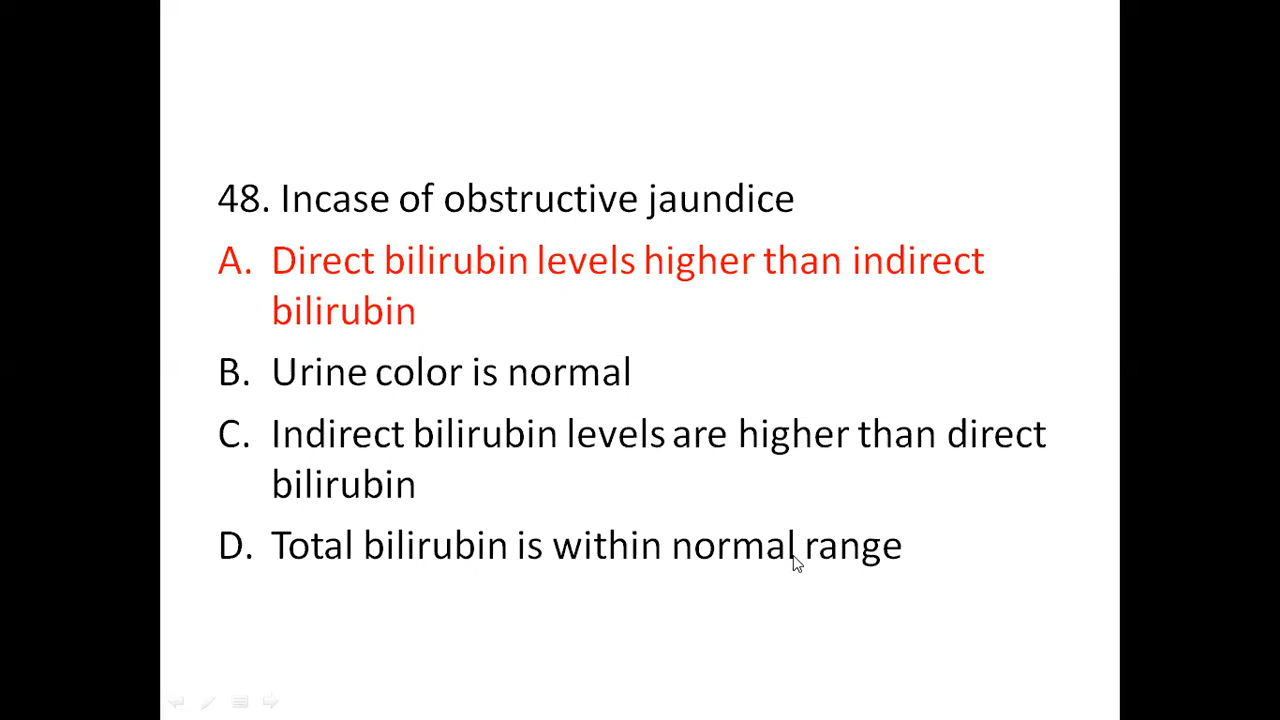 48. Incase of obstructive jaundice
A. Direct bilirubin levels higher than indirect
bilirubin
B. Urine color is normal
C. Indirect bilirubin levels are higher than direct
bilirubin
D. Total bilirubin is within normal range